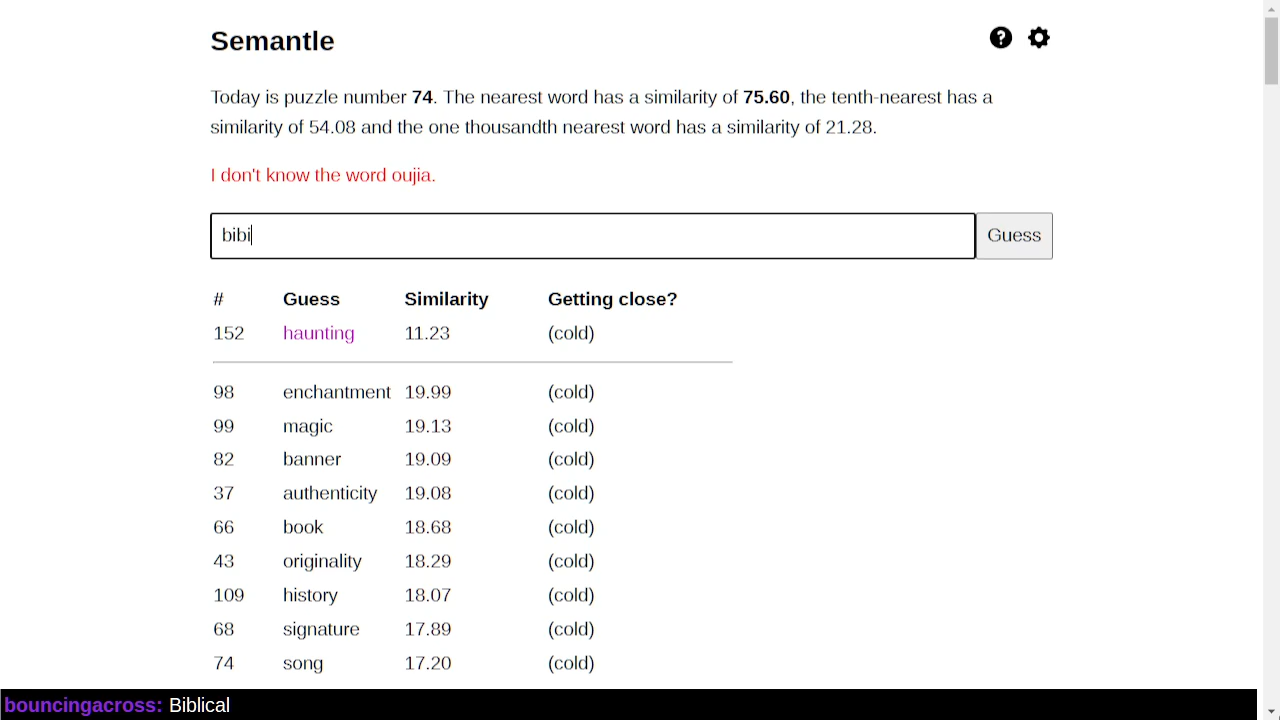 Semantle
Today is puzzle number 74. The nearest word has a similarity of 75.60, the tenth-nearest has a
similarity of 54.08 and the one thousandth nearest word has a similarity of 21.28.
I don't know the word oujia.
bibi
Guess
# Guess Similarity Getting close?
152 haunting 11.23 (cold)
98 enchantment 19.99 (cold)
99 magic 19.13 (cold)
82 banner 19.09 (cold)
37 authenticity 19.08 (cold)
66 book 18.68 (cold)
43 originality 18.29 (cold)
109 history 18.07 (cold)
68 signature 17.89 (cold)
74 song 17.20 (cold)
bouncingacross: Biblical